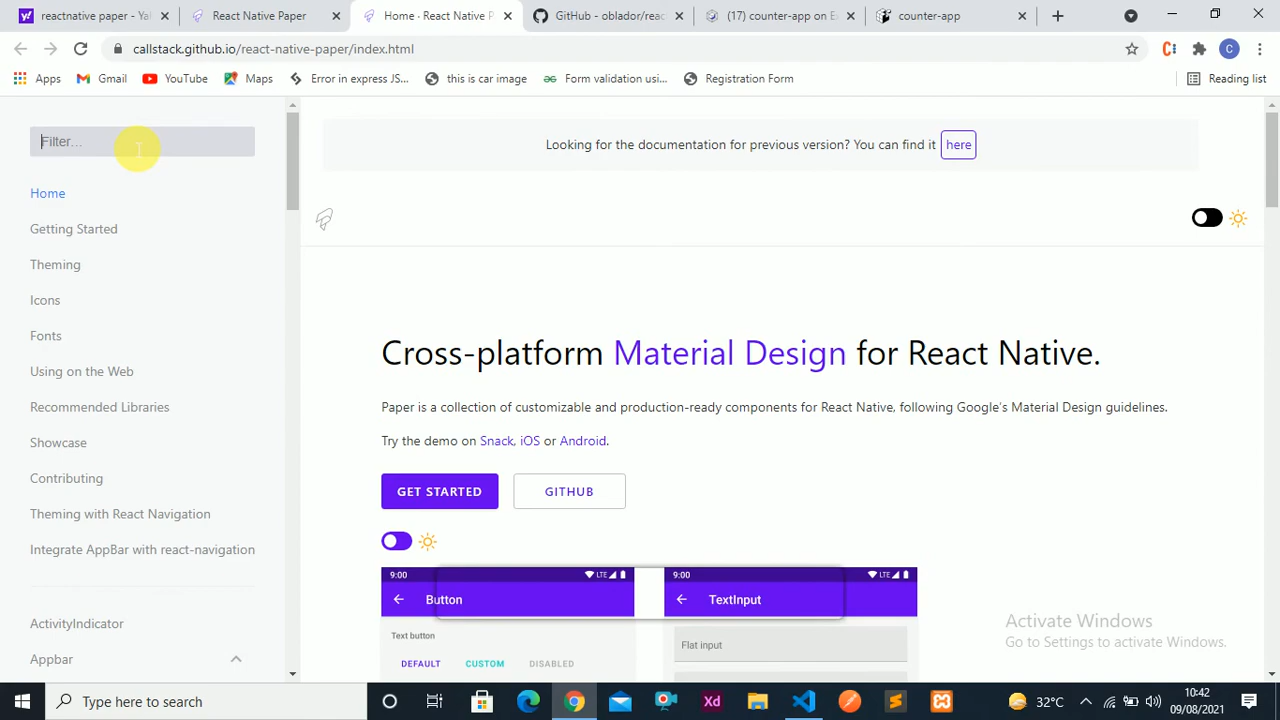 reactnative paper - Ya
React Native Paper
Home · React Native P
GitHub - oblador/reac
(17) counter-app on E
counter-app
callstack.github.io/react-native-paper/index.html
C
Apps
Gmail
YouTube
Maps
Error in express JS...
this is car image
Form validation usi...
Registration Form
Reading list
Filter...
Looking for the documentation for previous version? You can find it here
Home
Getting Started
Theming
Icons
Fonts
Using on the Web
Recommended Libraries
Showcase
Contributing
Theming with React Navigation
Integrate AppBar with react-navigation
ActivityIndicator
Appbar
Cross-platform Material Design for React Native.
Paper is a collection of customizable and production-ready components for React Native, following Google's Material Design guidelines.
Try the demo on Snack, iOS or Android.
GET STARTED
GITHUB
9:00
LTE
Button
Text button
DEFAULT
CUSTOM
DISABLED
9:00
LTE
TextInput
Flat input
Activate Windows
Go to Settings to activate Windows.
Type here to search
Xd
32°C
10:42
09/08/2021